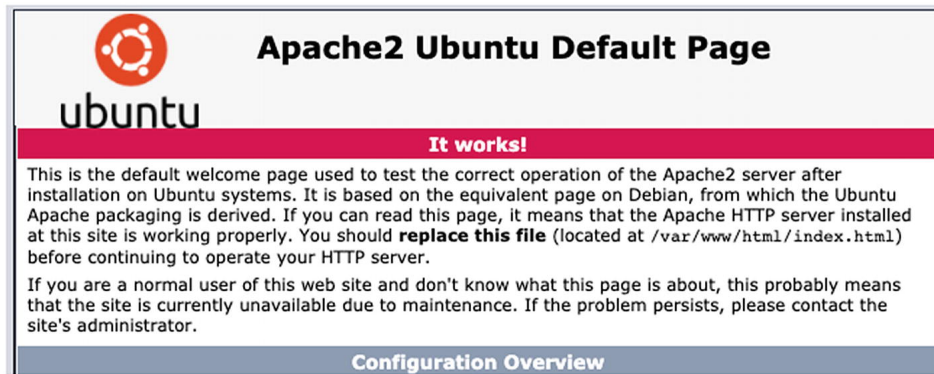 Apache2 Ubuntu Default Page
ubuntu
It works!
This is the default welcome page used to test the correct operation of the Apache2 server after
installation on Ubuntu systems. It is based on the equivalent page on Debian, from which the Ubuntu
Apache packaging is derived. If you can read this page, it means that the Apache HTTP server installed
at this site is working properly. You should replace this file (located at /var/www/html/index.html)
before continuing to operate your HTTP server.
If you are a normal user of this web site and don't know what this page is about, this probably means
that the site is currently unavailable due to maintenance. If the problem persists, please contact the
site's administrator.
Configuration Overview